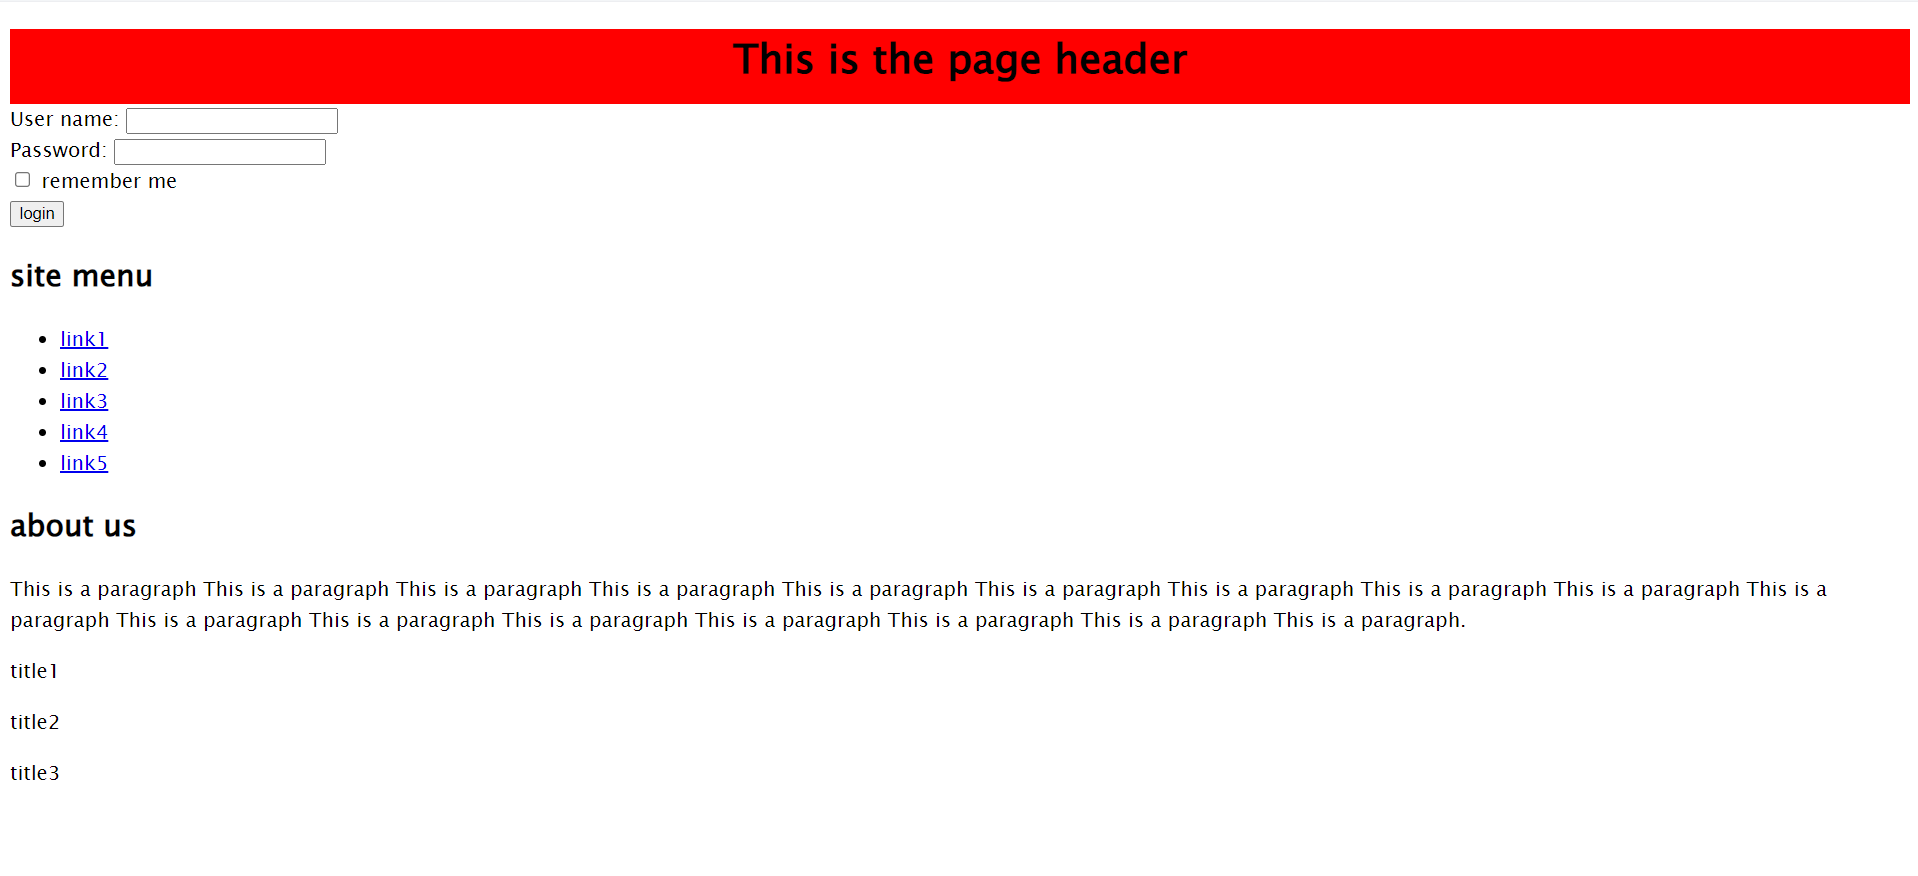 This is the page header
User name:
Password:
remember me
login
site menu
link1
link2
link3
link4
link5
about us
This is a paragraph This is a paragraph This is a paragraph This is a paragraph This is a paragraph This is a paragraph This is a paragraph This is a paragraph This is a paragraph This is a
paragraph This is a paragraph This is a paragraph This is a paragraph This is a paragraph This is a paragraph This is a paragraph This is a paragraph.
title1
title2
title3